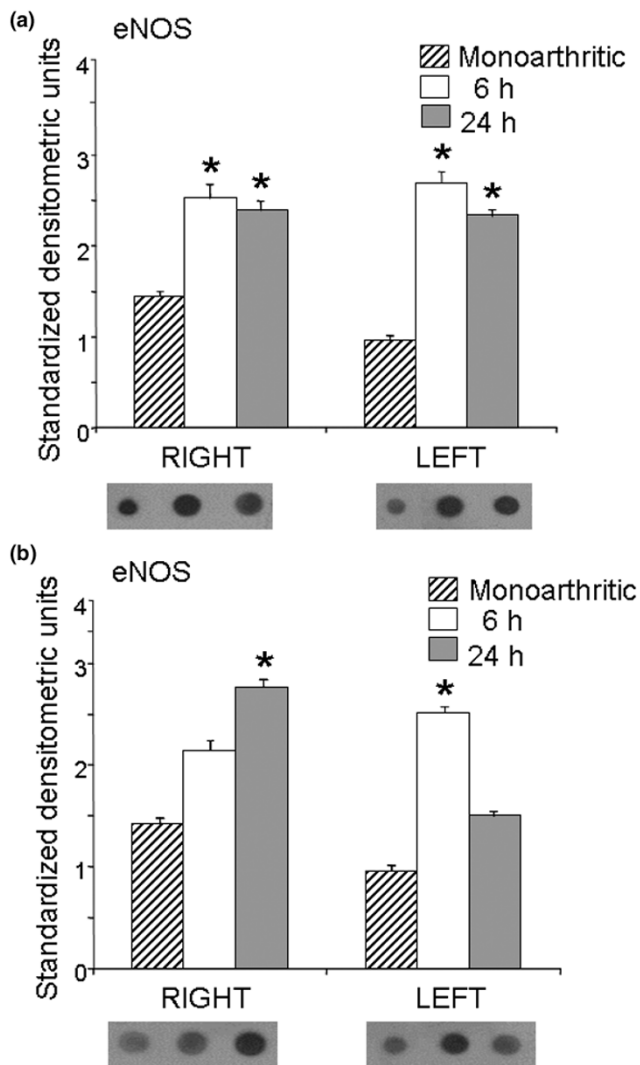 (a)
eNOS
Monoarthritic
6 h
24 h
Standardized densitometric units
4
3
2
1
0
* * * *
RIGHT LEFT
(b)
eNOS
Monoarthritic
6 h
24 h
Standardized densitometric units
4
3
2
1
0
* *
RIGHT LEFT